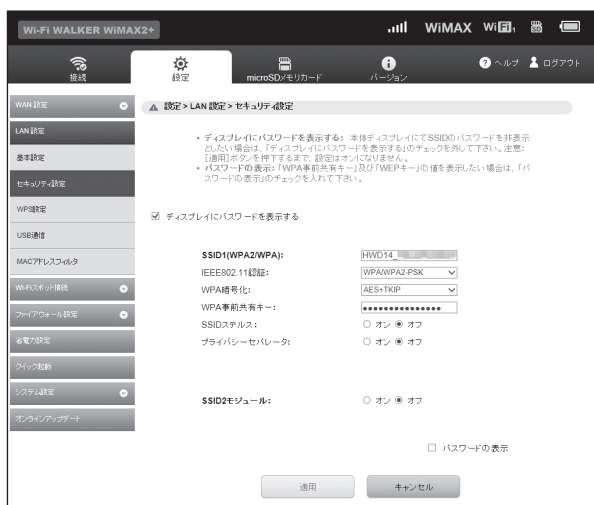 Wi-Fi WALKER WiMAX2+
WiMAX Wi-Fi 1
接続
設定
microSDメモリカード
バージョン
? ヘルプ ログアウト
WAN 設定
LAN 設定
基本設定
セキュリティ設定
WPS設定
USB通信
MACアドレスフィルタ
Wi-Fiスポット接続
ファイアウォール設定
省電力設定
クイック起動
システム設定
オンラインアップデート
設定 > LAN 設定 > セキュリティ設定
• ディスプレイにパスワードを表示する: 本体ディスプレイにてSSIDのパスワードを非表示
としたい場合は、「ディスプレイにパスワードを表示する」のチェックを外して下さい。注意:
[適用]ボタンを押下するまで、設定はオンになりません。
• パスワードの表示:「WPA事前共有キー」及び「WEPキー」の値を表示したい場合は、「パ
スワードの表示」のチェックを入れて下さい。
ディスプレイにパスワードを表示する
SSID1(WPA2/WPA): HWD14_
IEEE802.11認証: WPA/WPA2-PSK
WPA暗号化: AES+TKIP
WPA事前共有キー: •••••••••••••••
SSIDステルス: オン オフ
プライバシーセパレータ: オン オフ
SSID2モジュール: オン オフ
パスワードの表示
適用 キャンセル